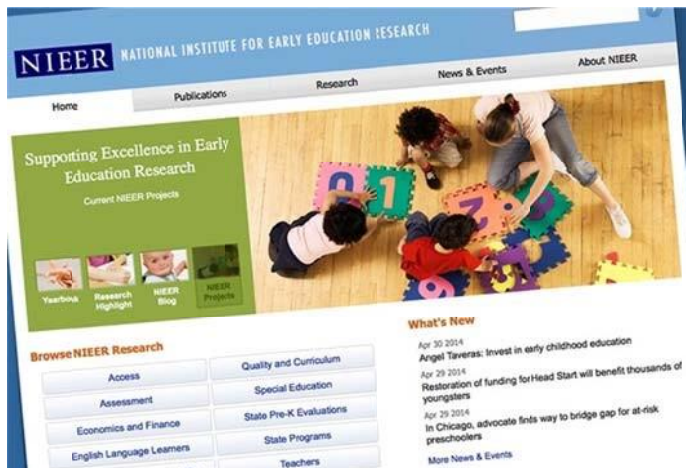 NIEER NATIONAL INSTITUTE FOR EARLY EDUCATION RESEARCH
Home Publications Research News & Events About NIEER
Supporting Excellence in Early
Education Research
Current NIEER Projects
Yearbook
Research
Highlight
NIEER
Blog
NIEER
Projects
Browse NIEER Research
Access
Assessment
Economics and Finance
English Language Learners
Quality and Curriculum
Special Education
State Pre-K Evaluations
State Programs
Teachers
What's New
Apr 30 2014
Angel Taveras: Invest in early childhood education
Apr 29 2014
Restoration of funding for Head Start will benefit thousands of
youngsters
Apr 29 2014
In Chicago, advocate finds way to bridge gap for at-risk
preschoolers
More News & Events